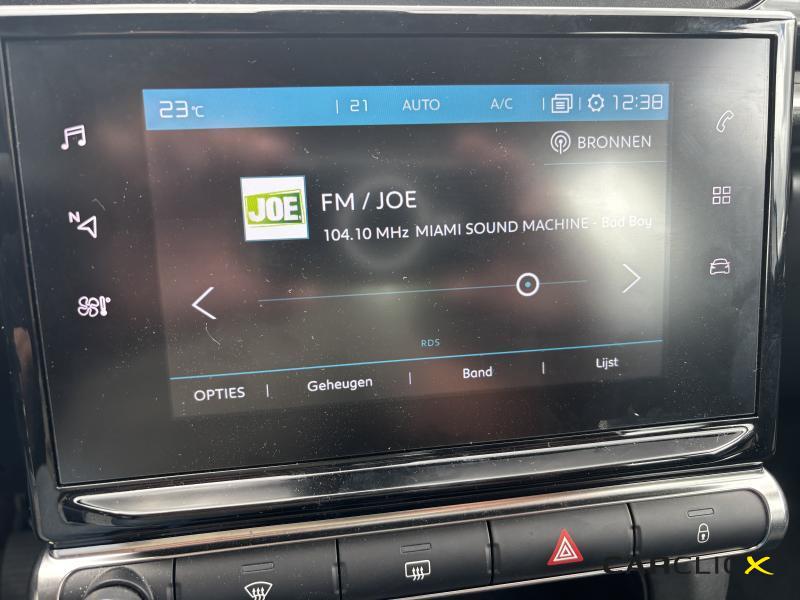 23°C | 21 AUTO A/C | | 12:38
BRONNEN
JOE
FM / JOE
104.10 MHz MIAMI SOUND MACHINE - Bad Boy
N
RDS
OPTIES | Geheugen | Band | Lijst
CARCLICX